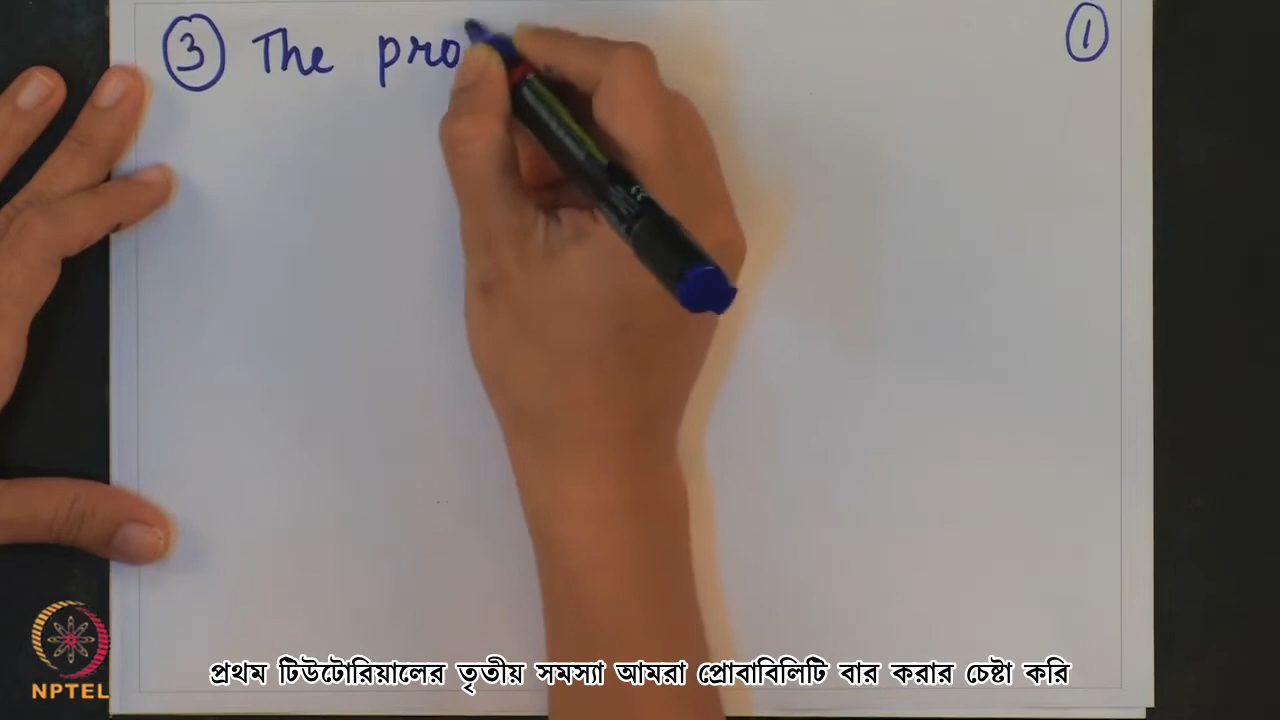 ③ The pro
①
NPTEL
প্রথম টিউটোরিয়ালের তৃতীয় সমস্যা আমরা প্রোবাবিলিটি বার করার চেষ্টা করি